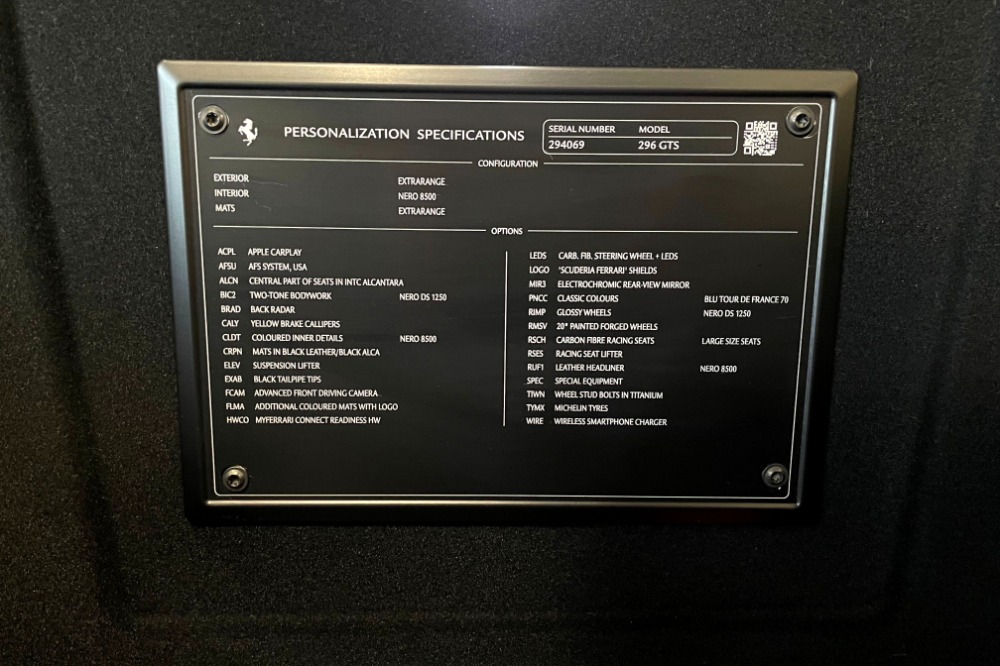 PERSONALIZATION SPECIFICATIONS
SERIAL NUMBER MODEL
294069 296 GTS
CONFIGURATION
EXTERIOR EXTRARANGE
INTERIOR NERO 8500
MATS EXTRARANGE
OPTIONS
ACPL APPLE CARPLAY
AFSU AFS SYSTEM, USA
ALCN CENTRAL PART OF SEATS IN INTC ALCANTARA
BIC2 TWO-TONE BODYWORK NERO DS 1250
BRAD BACK RADAR
CALY YELLOW BRAKE CALLIPERS
CLDT COLOURED INNER DETAILS NERO 8500
CRPN MATS IN BLACK LEATHER/BLACK ALCA
ELEV SUSPENSION LIFTER
EXAB BLACK TAILPIPE TIPS
FCAM ADVANCED FRONT DRIVING CAMERA
FLMA ADDITIONAL COLOURED MATS WITH LOGO
HWCO MYFERRARI CONNECT READINESS HW
LEDS CARB. FIB. STEERING WHEEL + LEDS
LOGO 'SCUDERIA FERRARI' SHIELDS
MIR3 ELECTROCHROMIC REAR-VIEW MIRROR
PNCC CLASSIC COLOURS BLU TOUR DE FRANCE 70
RIMP GLOSSY WHEELS NERO DS 1250
RMSV 20" PAINTED FORGED WHEELS
RSCH CARBON FIBRE RACING SEATS LARGE SIZE SEATS
RSES RACING SEAT LIFTER
RUF1 LEATHER HEADLINER NERO 8500
SPEC SPECIAL EQUIPMENT
TIWN WHEEL STUD BOLTS IN TITANIUM
TYMX MICHELIN TYRES
WIRE WIRELESS SMARTPHONE CHARGER